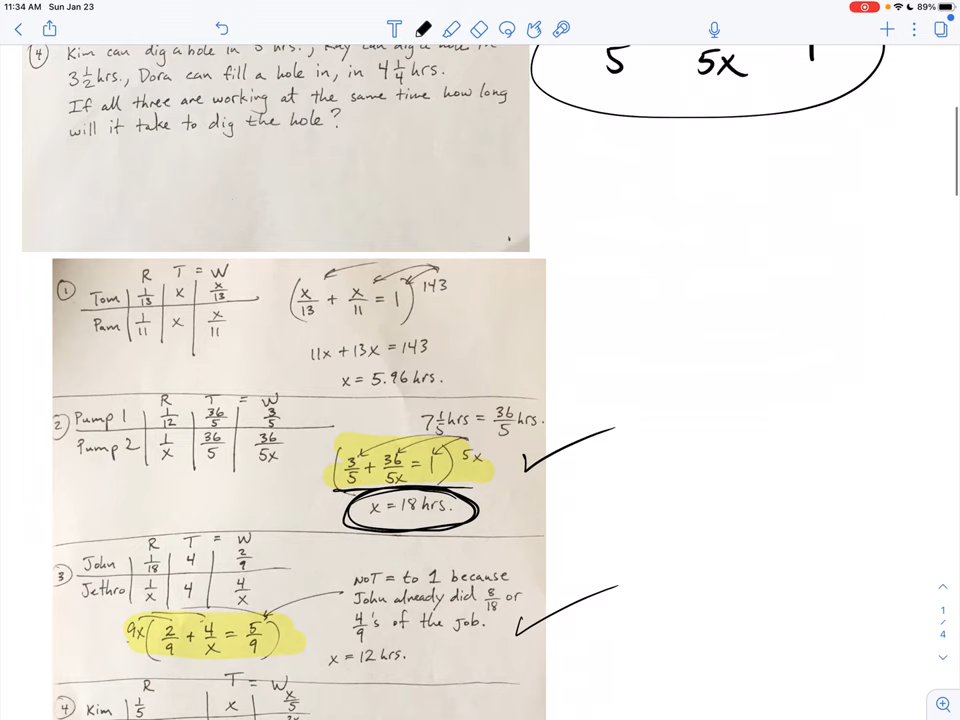 11:34 AM Sun Jan 23
89%
5 5x 1
④ Kim can dig a hole in 5 hrs., can dig a hole in
3 1/2 hrs., Dora can fill a hole in, in 4 1/4 hrs.
If all three are working at the same time how long
will it take to dig the hole?
① R T = W
Tom 1/13 x x/13
Pam 1/11 x x/11
(x/13 + x/11 = 1) 143
11x + 13x = 143
x = 5.96 hrs.
② R T = W
Pump 1 1/12 36/5 3/5
Pump 2 1/x 36/5 36/5x
7 1/5 hrs = 36/5 hrs.
(3/5 + 36/5x = 1) 5x
x = 18 hrs.
③ R T = W
John 1/18 4 2/9
Jethro 1/x 4 4/x
9x (2/9 + 4/x = 5/9)
NOT = to 1 because
John already did 8/18 or
4/9's of the job.
x = 12 hrs.
④ R T = W
Kim 1/5 x x/5
1
/
4